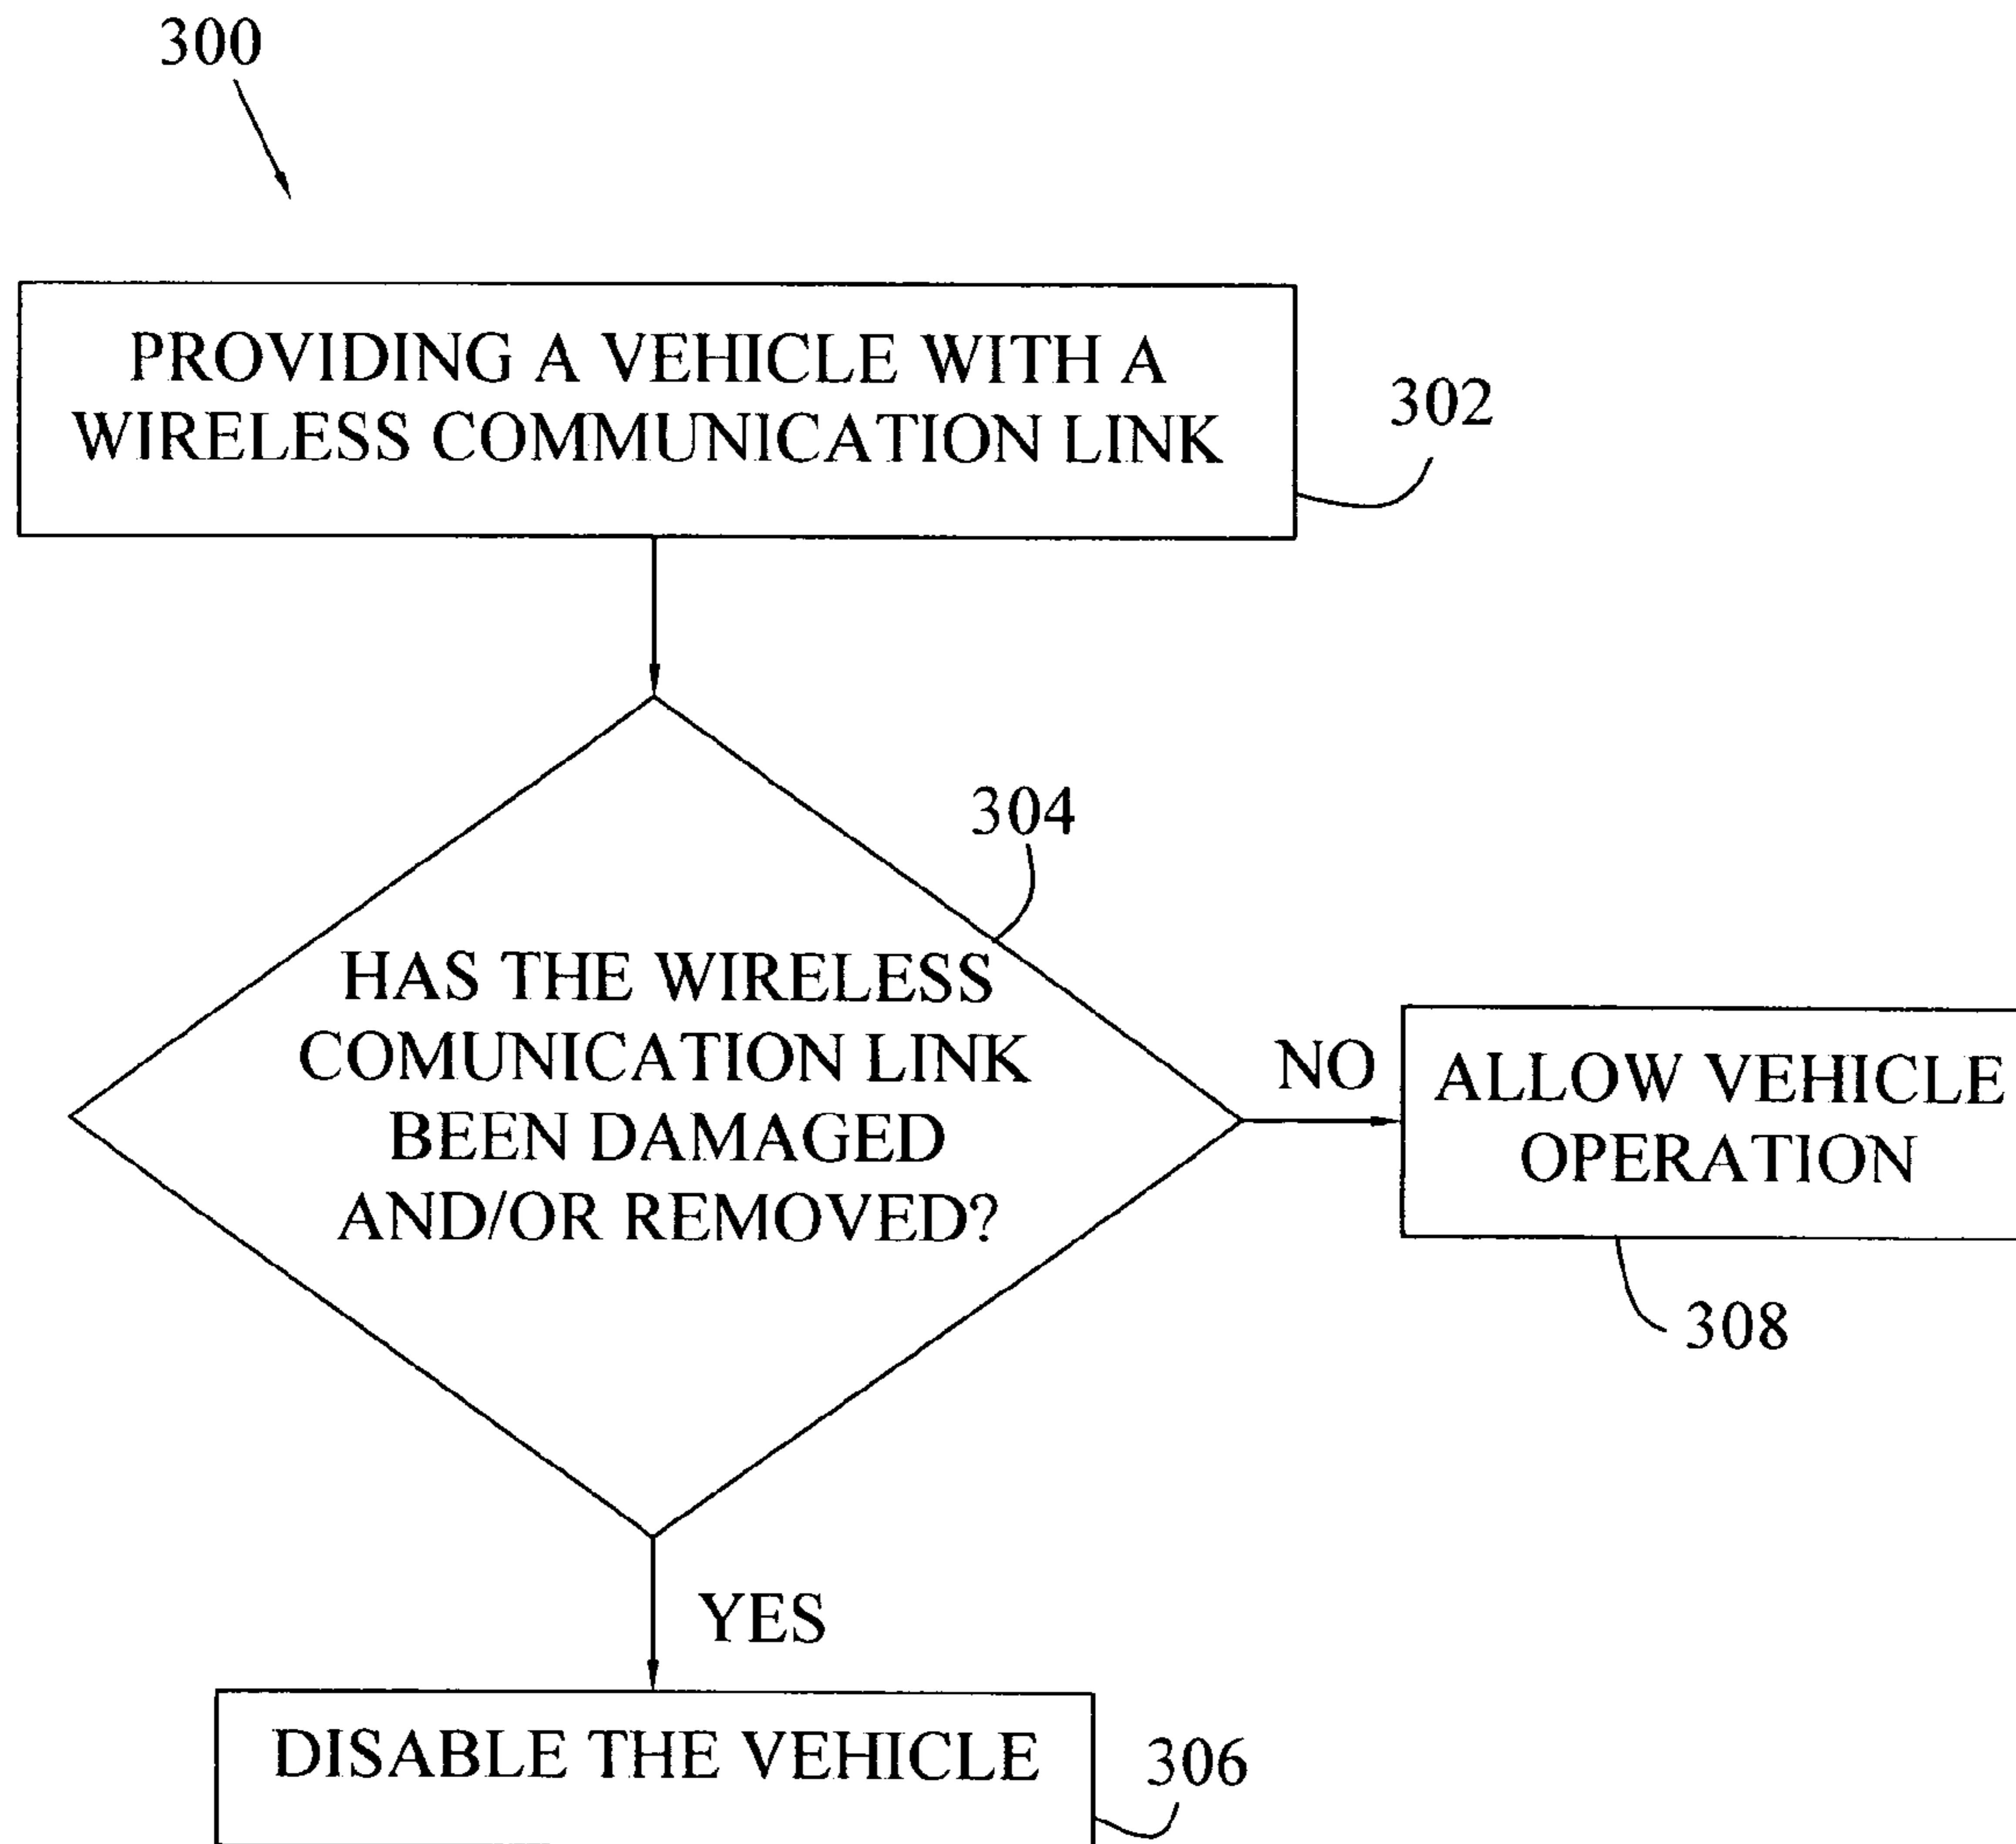 300
PROVIDING A VEHICLE WITH A
WIRELESS COMMUNICATION LINK
302
304
HAS THE WIRELESS
COMUNICATION LINK
BEEN DAMAGED
AND/OR REMOVED?
NO
ALLOW VEHICLE
OPERATION
308
YES
DISABLE THE VEHICLE
306